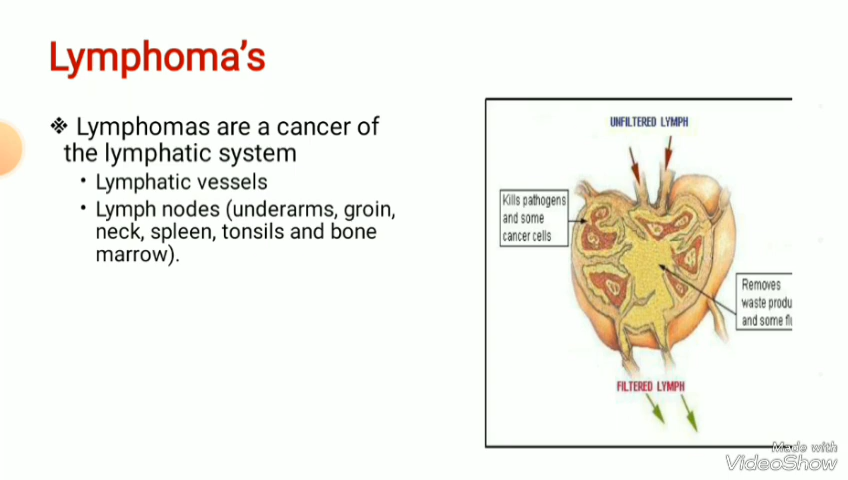 Lymphoma's
❖ Lymphomas are a cancer of
the lymphatic system
• Lymphatic vessels
• Lymph nodes (underarms, groin,
neck, spleen, tonsils and bone
marrow).
UNFILTERED LYMPH
Kills pathogens
and some
cancer cells
Removes
waste produ
and some fl
FILTERED LYMPH
Made with
VideoShow